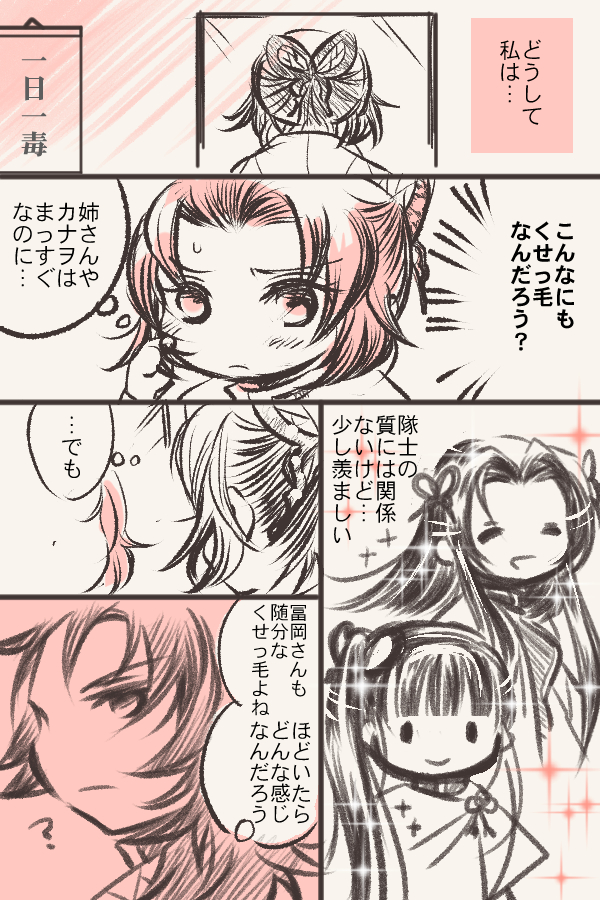 どうして
私は…
一日一毒
こんなにも
くせっ毛
なんだろう？
姉さんや
カナヲは
まっすぐ
なのに…
隊士の
質には関係
ないけど…
少し羨ましい
…でも
冨岡さんも
随分な
くせっ毛よね
ほどいたら
どんな感じ
なんだろう
?